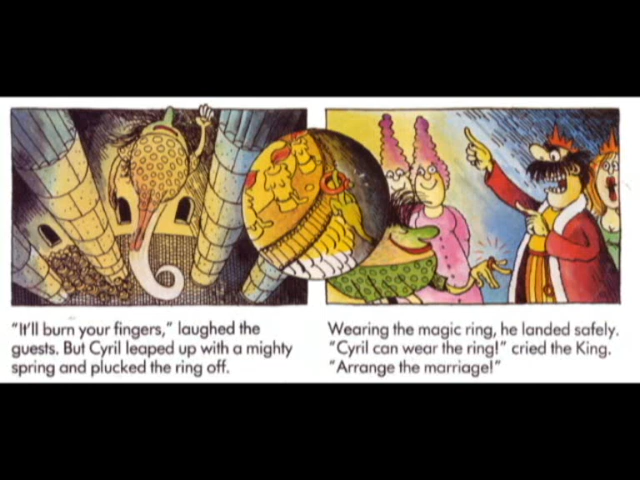 "It'll burn your fingers," laughed the
guests. But Cyril leaped up with a mighty
spring and plucked the ring off.
Wearing the magic ring, he landed safely.
"Cyril can wear the ring!" cried the King.
"Arrange the marriage!"